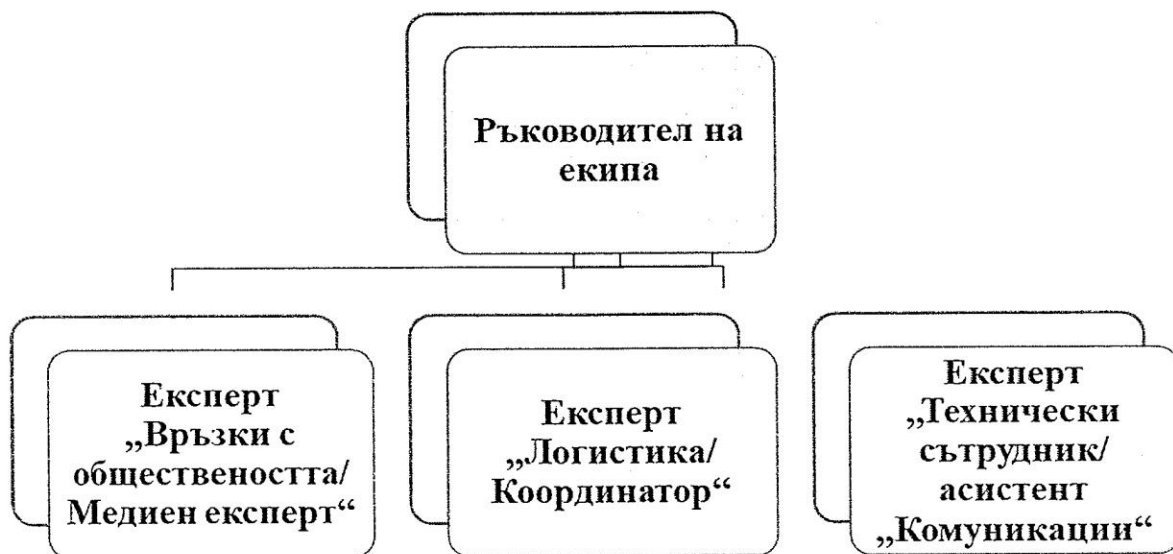 Ръководител на
екипа
Експерт
„Връзки с
обществеността/
Медиен експерт“
Експерт
„Логистика/
Координатор“
Експерт
„Технически
сътрудник/
асистент
„Комуникации“